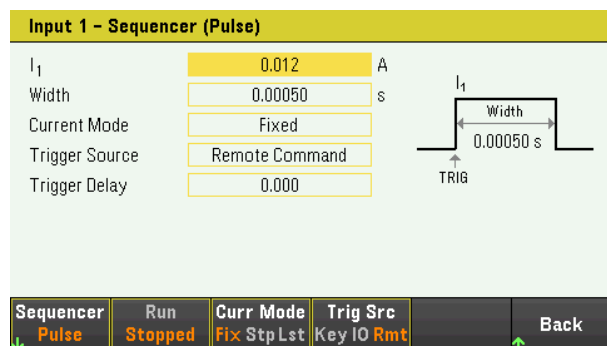 Input 1 – Sequencer (Pulse)
I1 0.012 A
Width 0.00050 s
Current Mode Fixed
Trigger Source Remote Command
Trigger Delay 0.000
I1
Width
0.00050 s
TRIG
Sequencer Run Curr Mode Trig Src
Pulse Stopped Fix Stp Lst Key IO Rmt Back